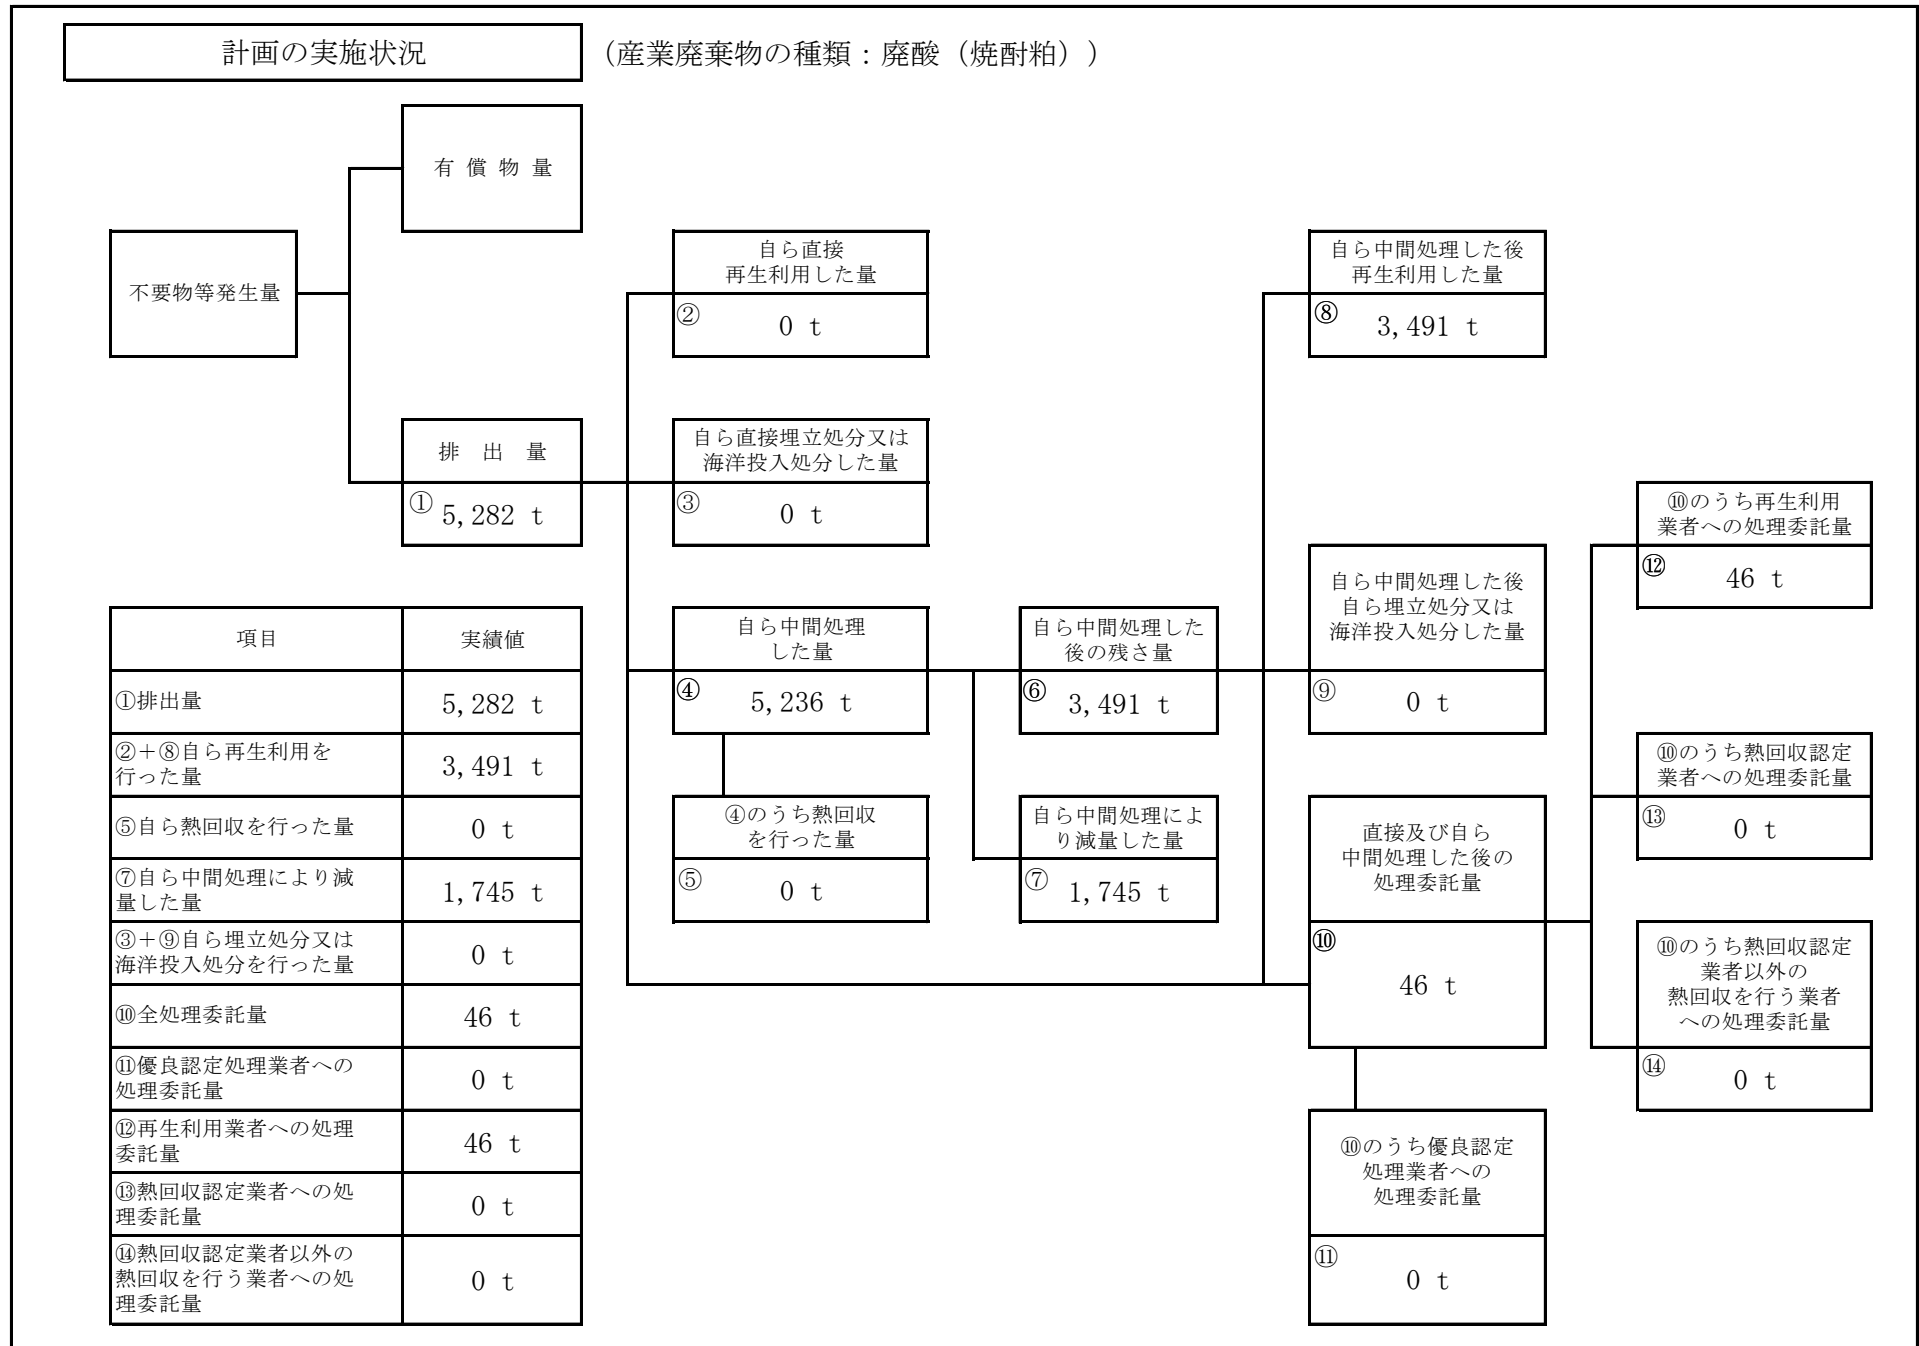 計画の実施状況
（産業廃棄物の種類：廃酸（焼酎粕））
有 償 物 量
不要物等発生量
自ら直接
再生利用した量
②
0 t
自ら中間処理した後
再生利用した量
⑧
3,491 t
排 出 量
①
5,282 t
自ら直接埋立処分又は
海洋投入処分した量
③
0 t
⑩のうち再生利用
業者への処理委託量
⑫
46 t
自ら中間処理
した量
④
5,236 t
自ら中間処理した
後の残さ量
⑥
3,491 t
自ら中間処理した後
自ら埋立処分又は
海洋投入処分した量
⑨
0 t
⑩のうち熱回収認定
業者への処理委託量
⑬
0 t
④のうち熱回収
を行った量
⑤
0 t
自ら中間処理によ
り減量した量
⑦
1,745 t
直接及び自ら
中間処理した後の
処理委託量
⑩
46 t
⑩のうち熱回収認定
業者以外の
熱回収を行う業者
への処理委託量
⑭
0 t
⑩のうち優良認定
処理業者への
処理委託量
⑪
0 t
項目 実績値
①排出量 5,282 t
②＋⑧自ら再生利用を
行った量
3,491 t
⑤自ら熱回収を行った量 0 t
⑦自ら中間処理により減
量した量
1,745 t
③＋⑨自ら埋立処分又は
海洋投入処分を行った量
0 t
⑩全処理委託量 46 t
⑪優良認定処理業者への
処理委託量
0 t
⑫再生利用業者への処理
委託量
46 t
⑬熱回収認定業者への処
理委託量
0 t
⑭熱回収認定業者以外の
熱回収を行う業者への処
理委託量
0 t